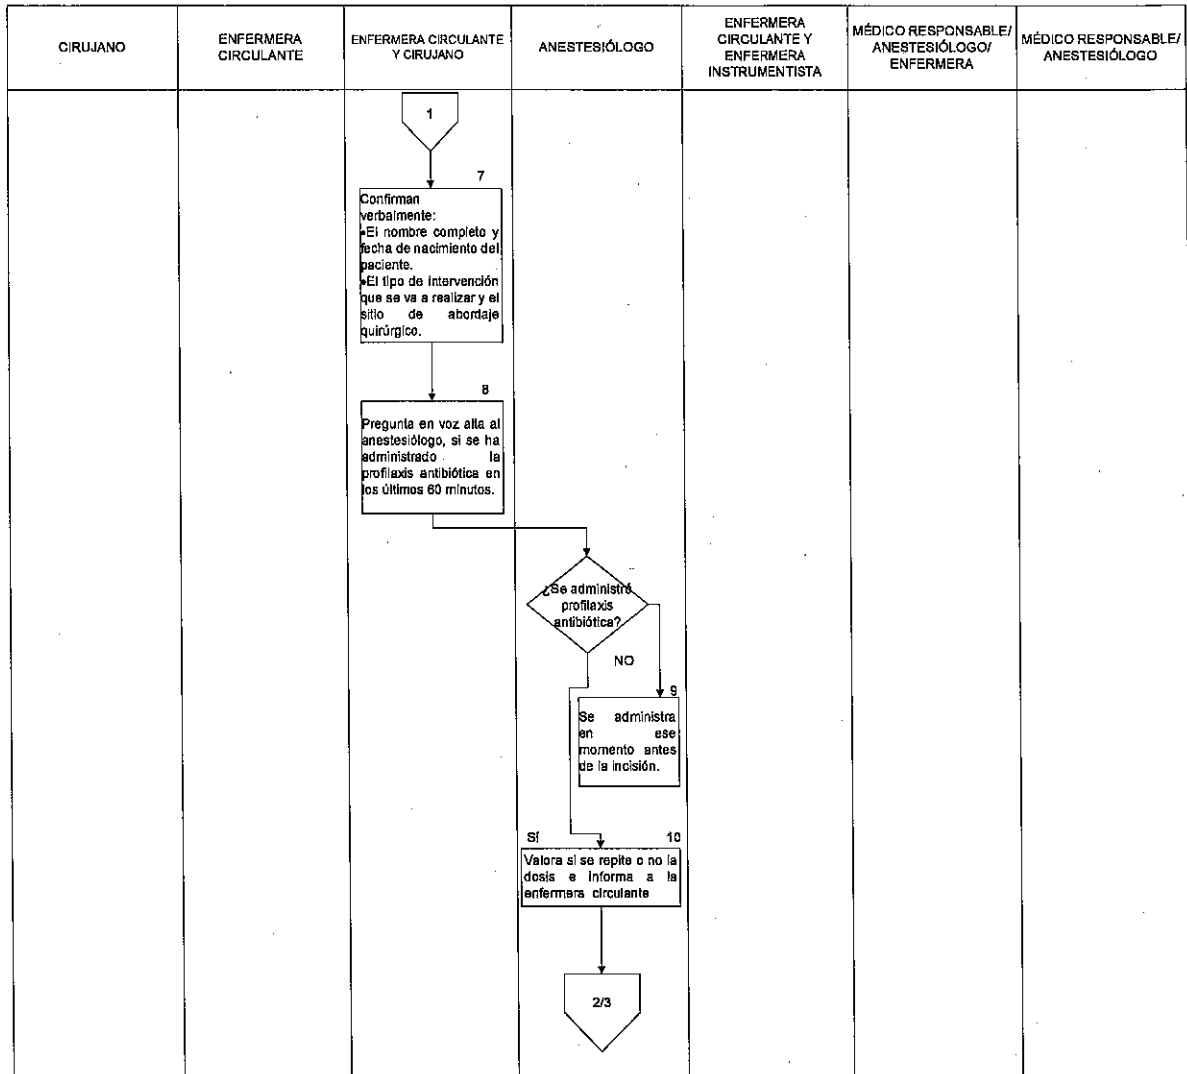 CIRUJANO
ENFERMERA
CIRCULANTE
ENFERMERA CIRCULANTE
Y CIRUJANO
ANESTESIÓLOGO
ENFERMERA
CIRCULANTE Y
ENFERMERA
INSTRUMENTISTA
MÉDICO RESPONSABLE/
ANESTESIÓLOGO/
ENFERMERA
MÉDICO RESPONSABLE/
ANESTESIÓLOGO
1
7
Confirman
verbalmente:
•El nombre completo y
fecha de nacimiento del
paciente.
•El tipo de intervención
que se va a realizar y el
sitio de abordaje
quirúrgico.
8
Pregunta en voz alta al
anestesiólogo, si se ha
administrado la
profilaxis antibiótica en
los últimos 60 minutos.
¿Se administró
profilaxis
antibiótica?
NO
9
Se administra
en ese
momento antes
de la incisión.
SÍ
10
Valora si se repite o no la
dosis e informa a la
enfermera circulante
2/3